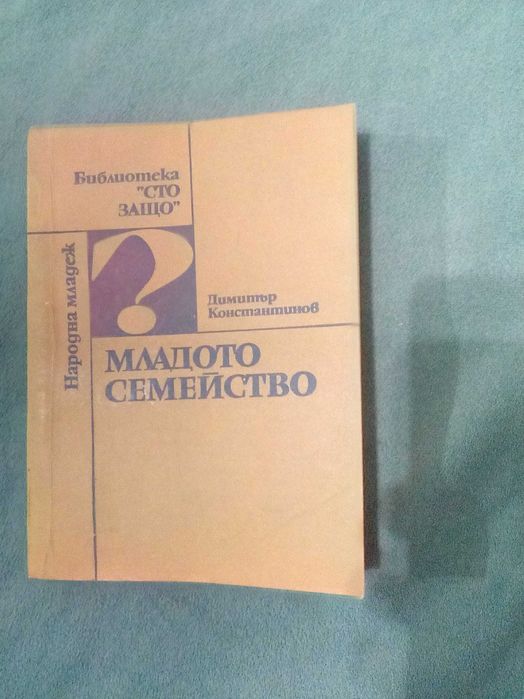 Библиотека
"СТО
ЗАЩО"
Народна младеж
?
Димитър
Константинов
МЛАДОТО
СЕМЕЙСТВО